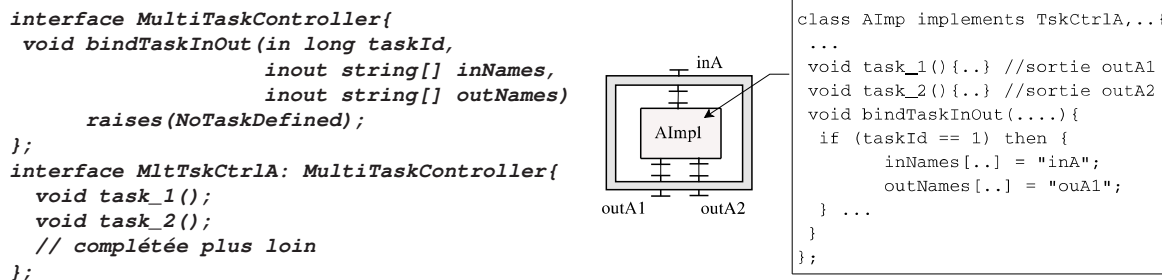 interface MultiTaskController{
void bindTaskInOut(in long taskId,
inout string[] inNames,
inout string[] outNames)
raises(NoTaskDefined);
};
interface MltTskCtrlA: MultiTaskController{
void task_1();
void task_2();
// complétée plus loin
};
inA
AImpl
outA1 outA2
class AImp implements TskCtrlA,..{
...
void task_1(){..} //sortie outA1
void task_2(){..} //sortie outA2
void bindTaskInOut(....){
if (taskId == 1) then {
inNames[..] = "inA";
outNames[..] = "ouA1";
} ...
}
};